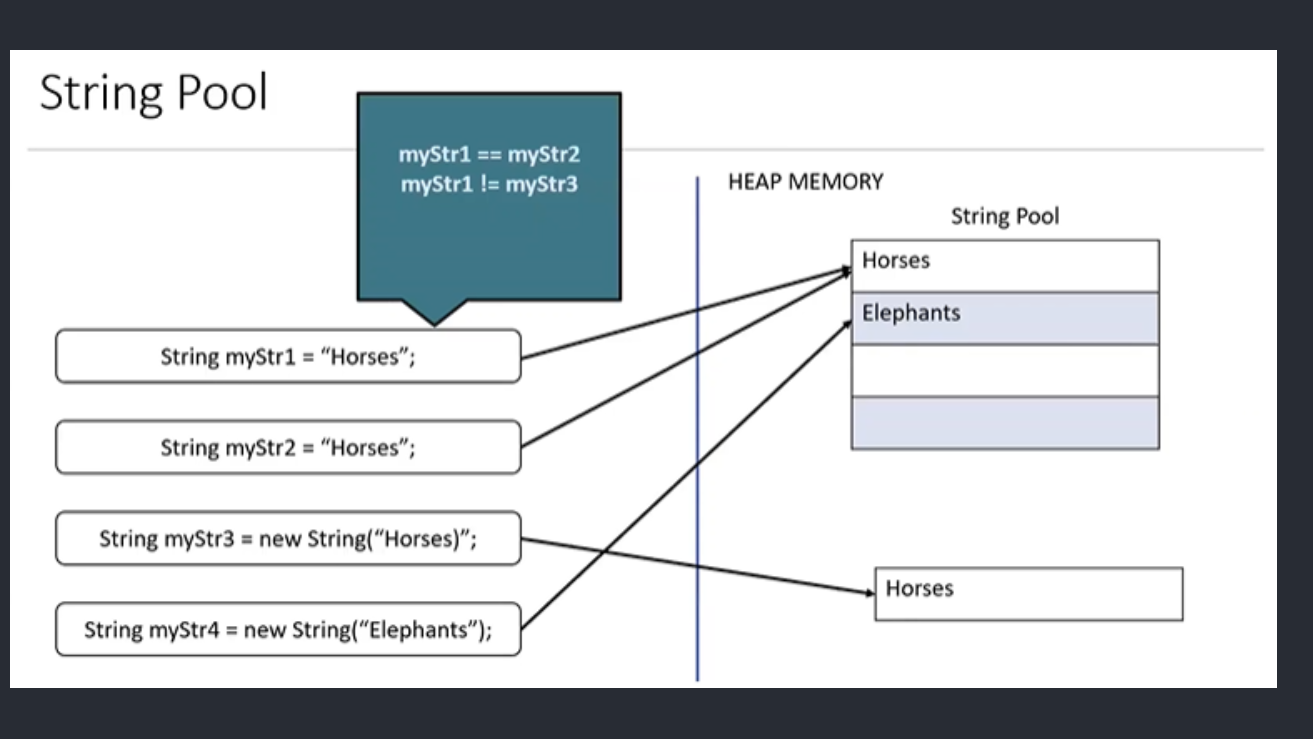 String Pool
myStr1 == myStr2
myStr1 != myStr3
HEAP MEMORY
String Pool
Horses
Elephants
String myStr1 = “Horses”;
String myStr2 = “Horses”;
String myStr3 = new String(“Horses)”;
Horses
String myStr4 = new String(“Elephants”);